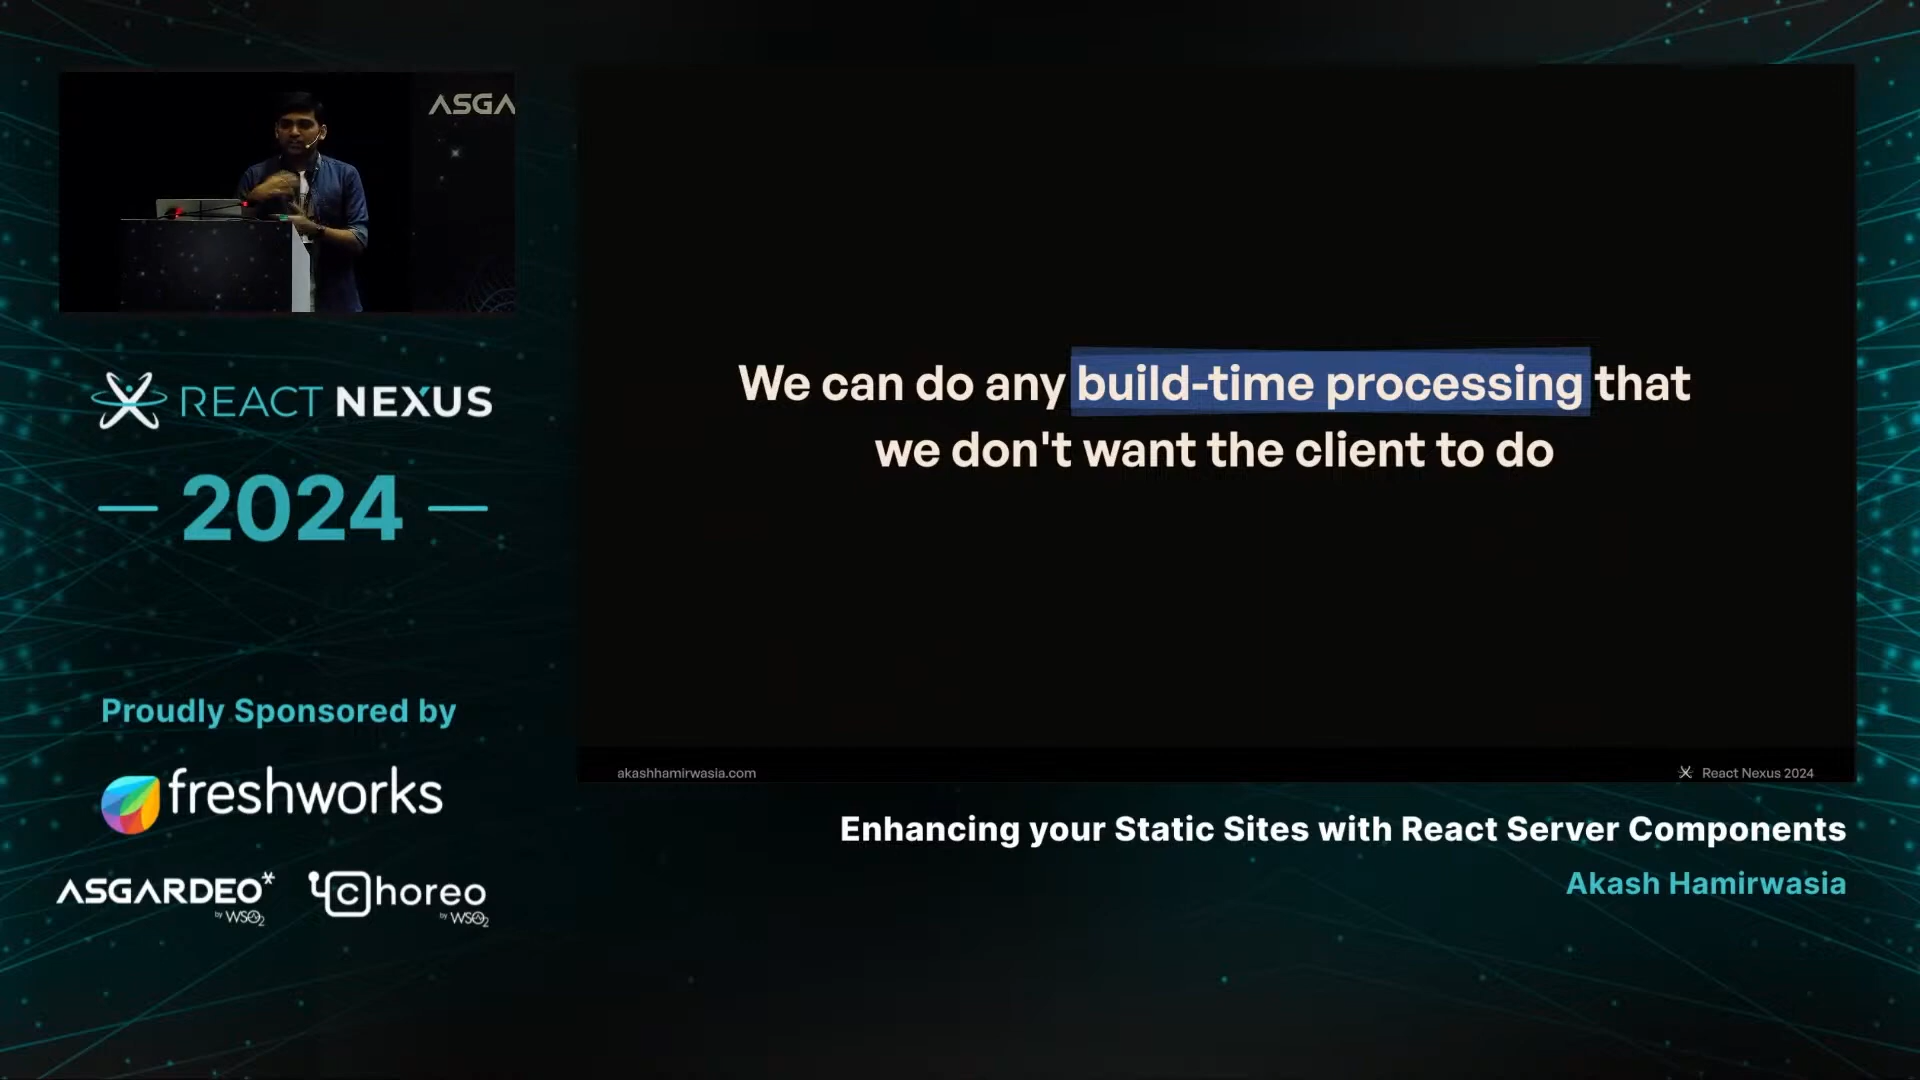 ASGA
REACT NEXUS
2024
Proudly Sponsored by
freshworks
ASGARDEO
by WSO2
choreo
by WSO2
We can do any build-time processing that
we don't want the client to do
akashhamirwasia.com
React Nexus 2024
Enhancing your Static Sites with React Server Components
Akash Hamirwasia